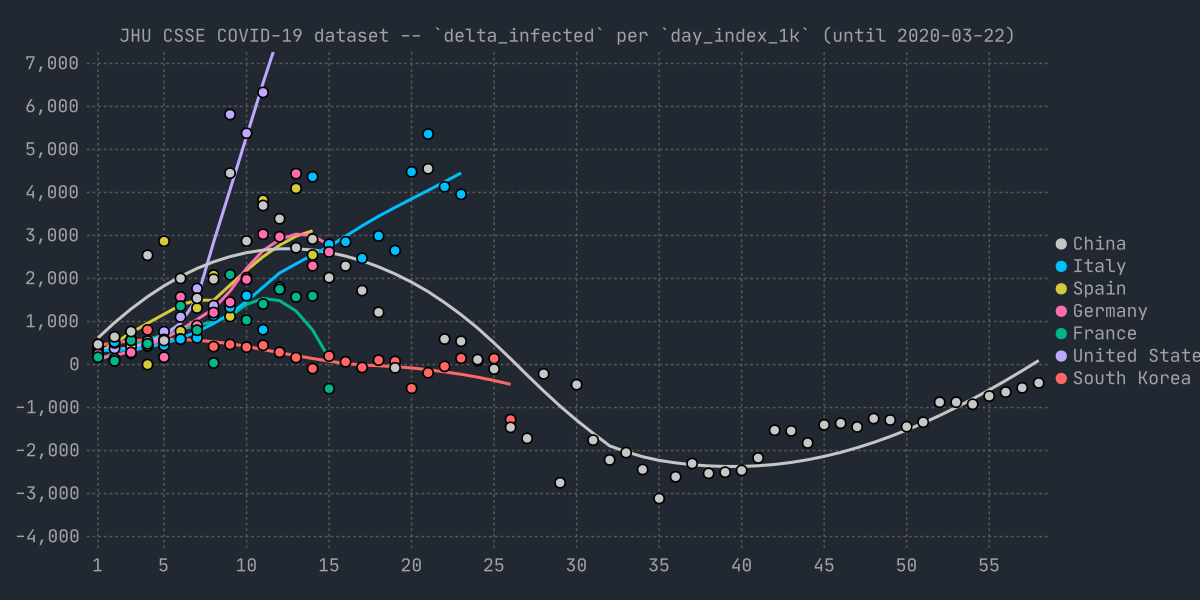 JHU CSSE COVID-19 dataset -- `delta_infected` per `day_index_1k` (until 2020-03-22)
7,000
6,000
5,000
4,000
3,000
2,000
1,000
0
-1,000
-2,000
-3,000
-4,000
1 5 10 15 20 25 30 35 40 45 50 55
China
Italy
Spain
Germany
France
United State
South Korea